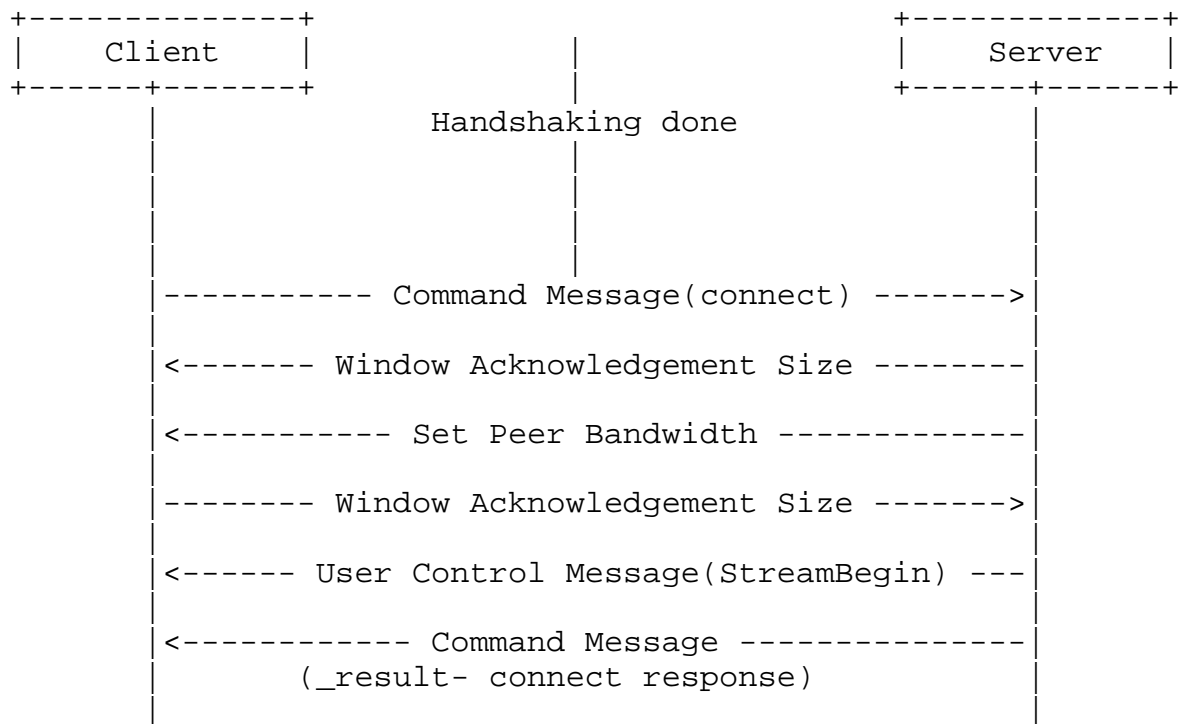 +--------------+ +-------------+
| Client | | | Server |
+------+-------+ | +------+------+
| Handshaking done |
| | |
| | |
| | |
| | |
|----------- Command Message(connect) ------->|
| |
|<------- Window Acknowledgement Size --------|
| |
|<----------- Set Peer Bandwidth -------------|
| |
|-------- Window Acknowledgement Size ------->|
| |
|<------ User Control Message(StreamBegin) ---|
| |
|<------------ Command Message ---------------|
| (_result- connect response) |
| |